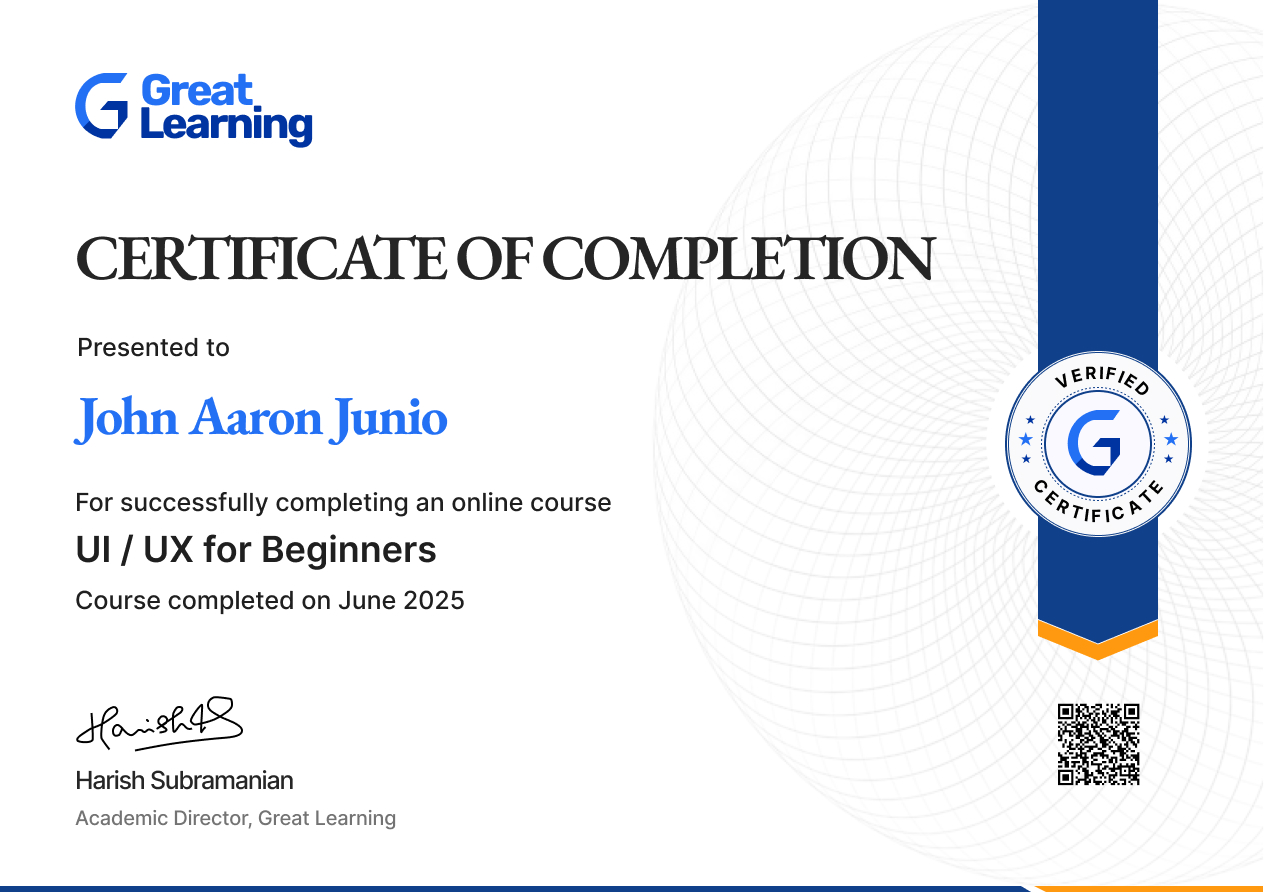 Great
Learning
CERTIFICATE OF COMPLETION
Presented to
John Aaron Junio
For successfully completing an online course
UI / UX for Beginners
Course completed on June 2025
VERIFIED
CERTIFICATE
Harish
Harish Subramanian
Academic Director, Great Learning